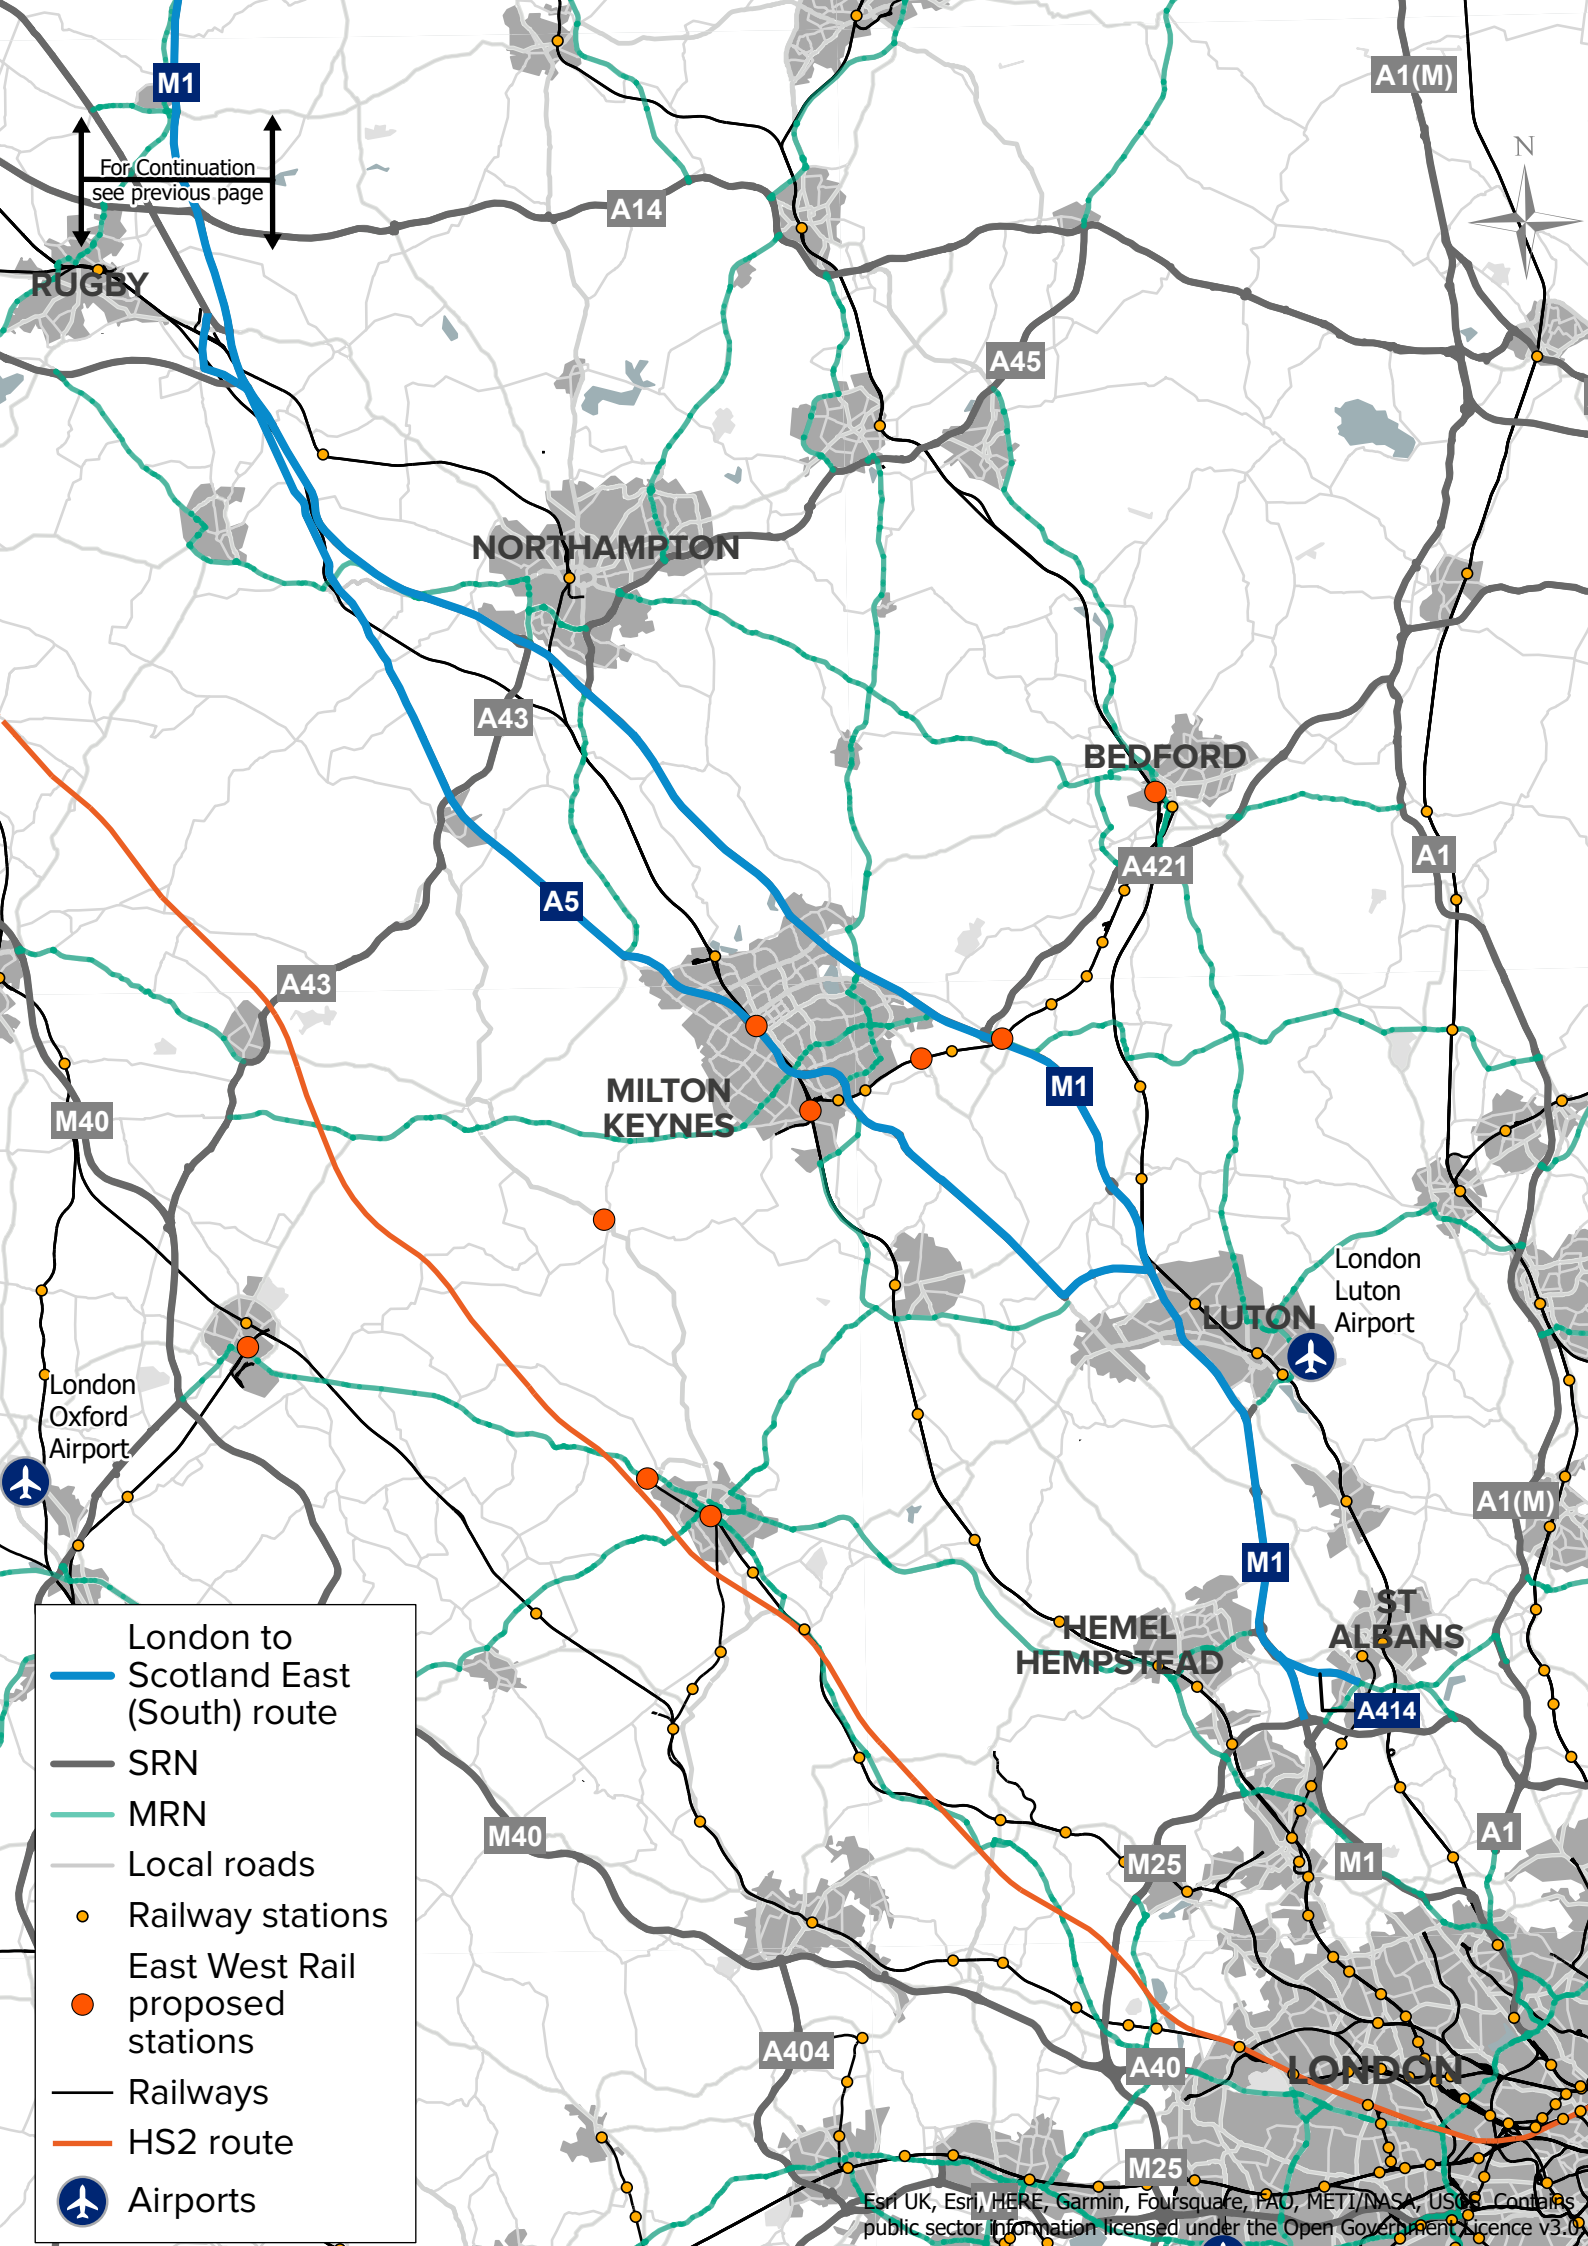 M1
A1(M)
N
For Continuation
see previous page
A14
RUGBY
A45
NORTHAMPTON
A43
BEDFORD
A421
A1
A5
A43
M1
MILTON
KEYNES
M40
London
Luton
Airport
LUTON
London
Oxford
Airport
A1(M)
M1
ST
ALBANS
HEMEL
HEMPSTEAD
A414
London to
Scotland East
(South) route
SRN
MRN
Local roads
Railway stations
East West Rail
proposed
stations
Railways
HS2 route
Airports
M40
M25
M1
A1
A404
A40
LONDON
M25
Esri UK, Esri, HERE, Garmin, Foursquare, FAO, METI/NASA, USGS. Contains
public sector information licensed under the Open Government Licence v3.0